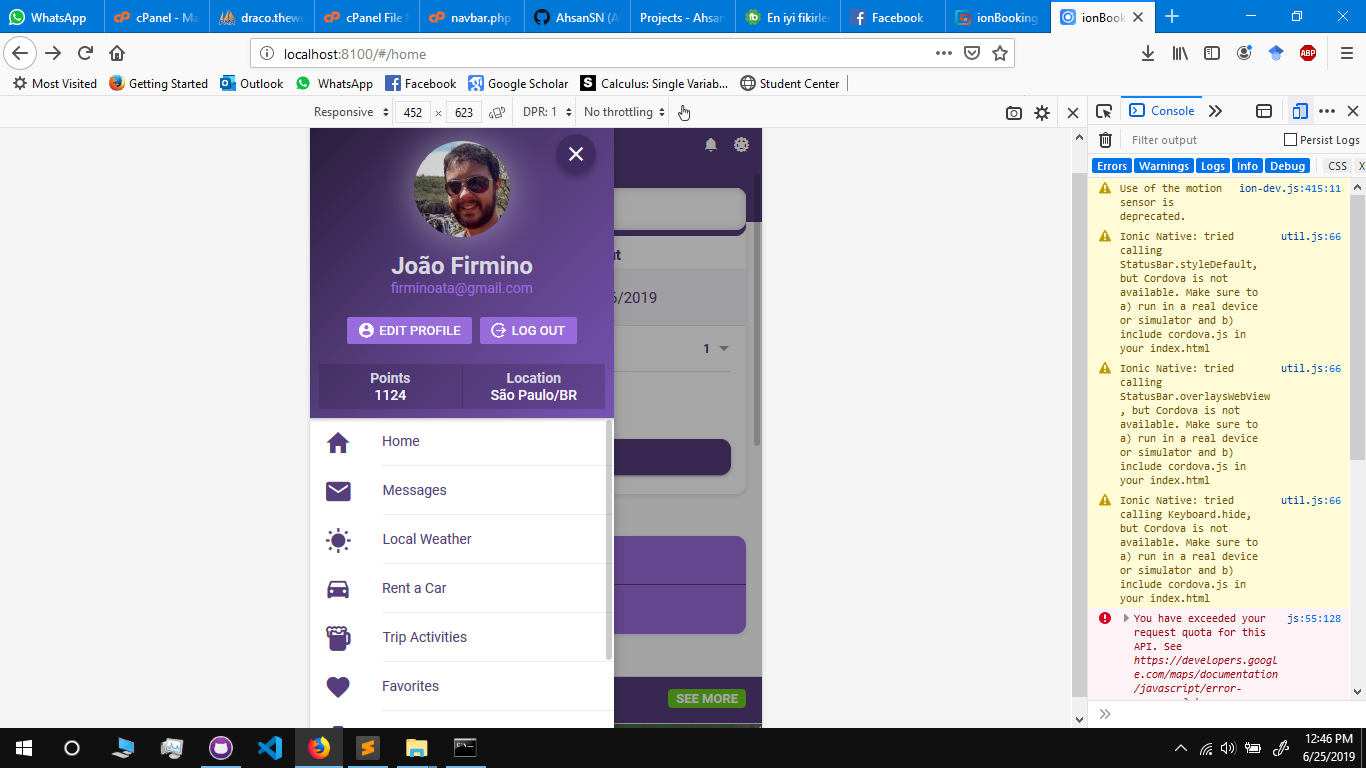 WhatsApp
cPanel - Ma
draco.thewe
cPanel File M
navbar.php
AhsanSN (A
Projects - Ahsan
En iyi fikirler
Facebook
ionBooking
ionBook
localhost:8100/#/home
Most Visited
Getting Started
Outlook
WhatsApp
Facebook
Google Scholar
Calculus: Single Variab...
Student Center
Responsive
452
×
623
DPR: 1
No throttling
Console
Filter output
Persist Logs
Errors
Warnings
Logs
Info
Debug
CSS
X
João Firmino
firminoata@gmail.com
EDIT PROFILE
LOG OUT
Points
1124
Location
São Paulo/BR
Home
Messages
Local Weather
Rent a Car
Trip Activities
Favorites
/2019
1
SEE MORE
Use of the motion ion-dev.js:415:11
sensor is
deprecated.
Ionic Native: tried util.js:66
calling
StatusBar.styleDefault,
but Cordova is not
available. Make sure to
a) run in a real device
or simulator and b)
include cordova.js in
your index.html
Ionic Native: tried util.js:66
calling
StatusBar.overlaysWebView
, but Cordova is not
available. Make sure to
a) run in a real device
or simulator and b)
include cordova.js in
your index.html
Ionic Native: tried util.js:66
calling Keyboard.hide,
but Cordova is not
available. Make sure to
a) run in a real device
or simulator and b)
include cordova.js in
your index.html
You have exceeded your js:55:128
request quota for this
API. See
https://developers.googl
e.com/maps/documentation
/javascript/error-
12:46 PM
6/25/2019